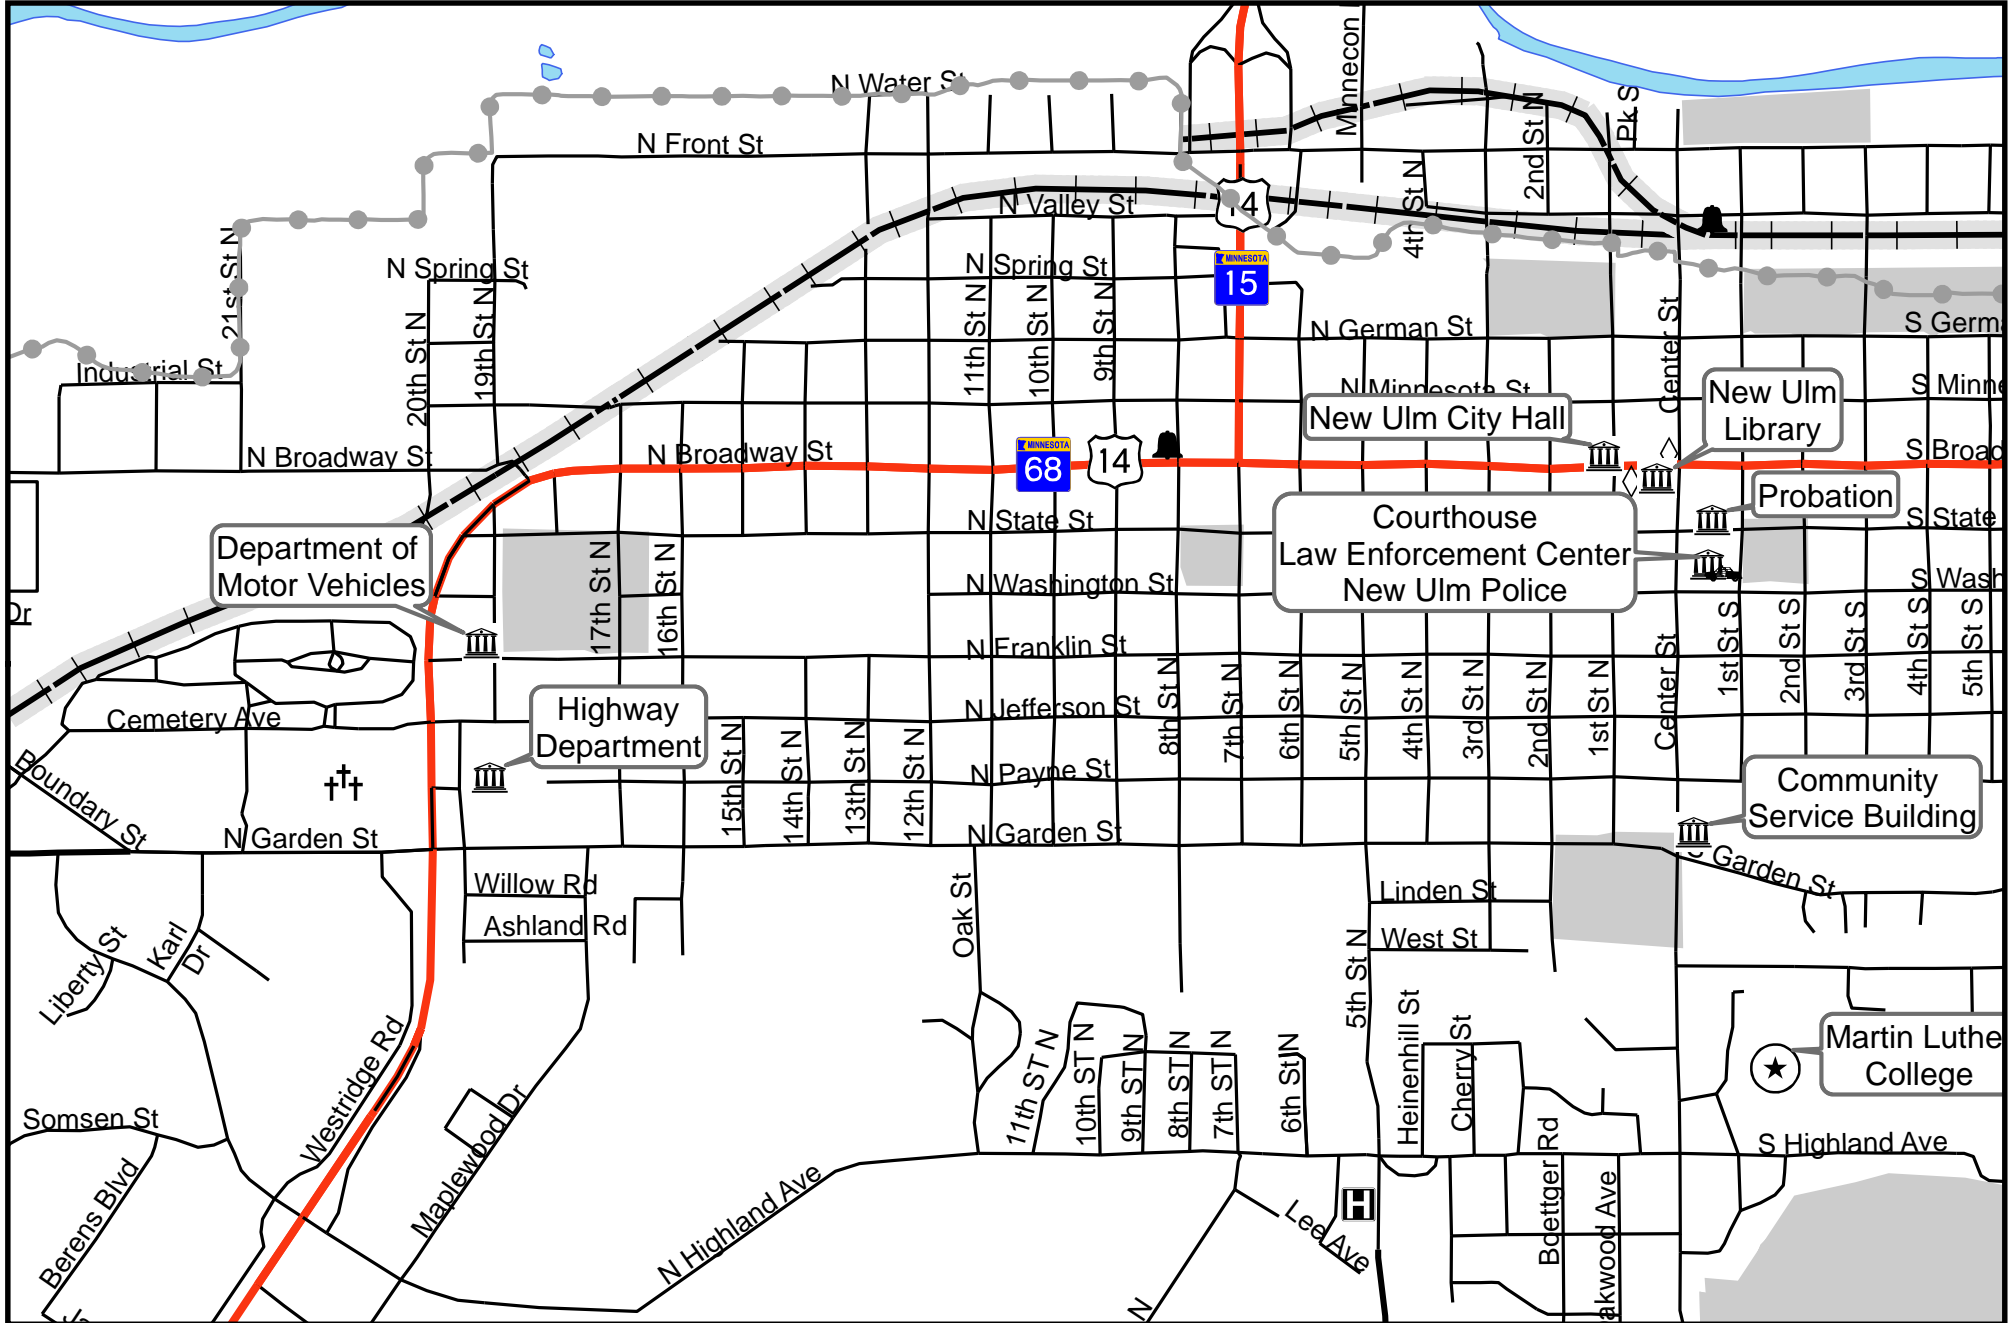 Minnecon
N Water St
Pk S
N Front St
2nd St N
4th St N
N Valley St
14
21st St N
N Spring St
N Spring St
MINNESOTA
15
20th St N
19th St N
11th St N
10th St N
9th St N
N German St
Center St
S Germa
Industrial St
N Minnesota St
S Minne
New Ulm City Hall
New Ulm
Library
N Broadway St
N Broadway St
MINNESOTA
68
14
S Broad
Probation
Courthouse
Law Enforcement Center
New Ulm Police
N State St
S State
Department of
Motor Vehicles
17th St N
16th St N
N Washington St
S Wash
Dr
N Franklin St
1st St S
2nd St S
3rd St S
4th St S
5th St S
Highway
Department
Cemetery Ave
N Jefferson St
8th St N
7th St N
6th St N
5th St N
4th St N
3rd St N
2nd St N
1st St N
Center St
15th St N
14th St N
13th St N
12th St N
N Payne St
Community
Service Building
Boundary St
N Garden St
N Garden St
S Garden St
Willow Rd
Ashland Rd
Oak St
Linden St
West St
Liberty St
Karl
Dr
5th St N
Westridge Rd
11th ST N
10th ST N
9th ST N
8th ST N
7th ST N
6th St N
Heinenhill St
Cherry St
Martin Luthe
College
Somsen St
Maplewood Dr
S Highland Ave
Berens Blvd
N Highland Ave
Lee Ave
H
Boettger Rd
akwood Ave
N